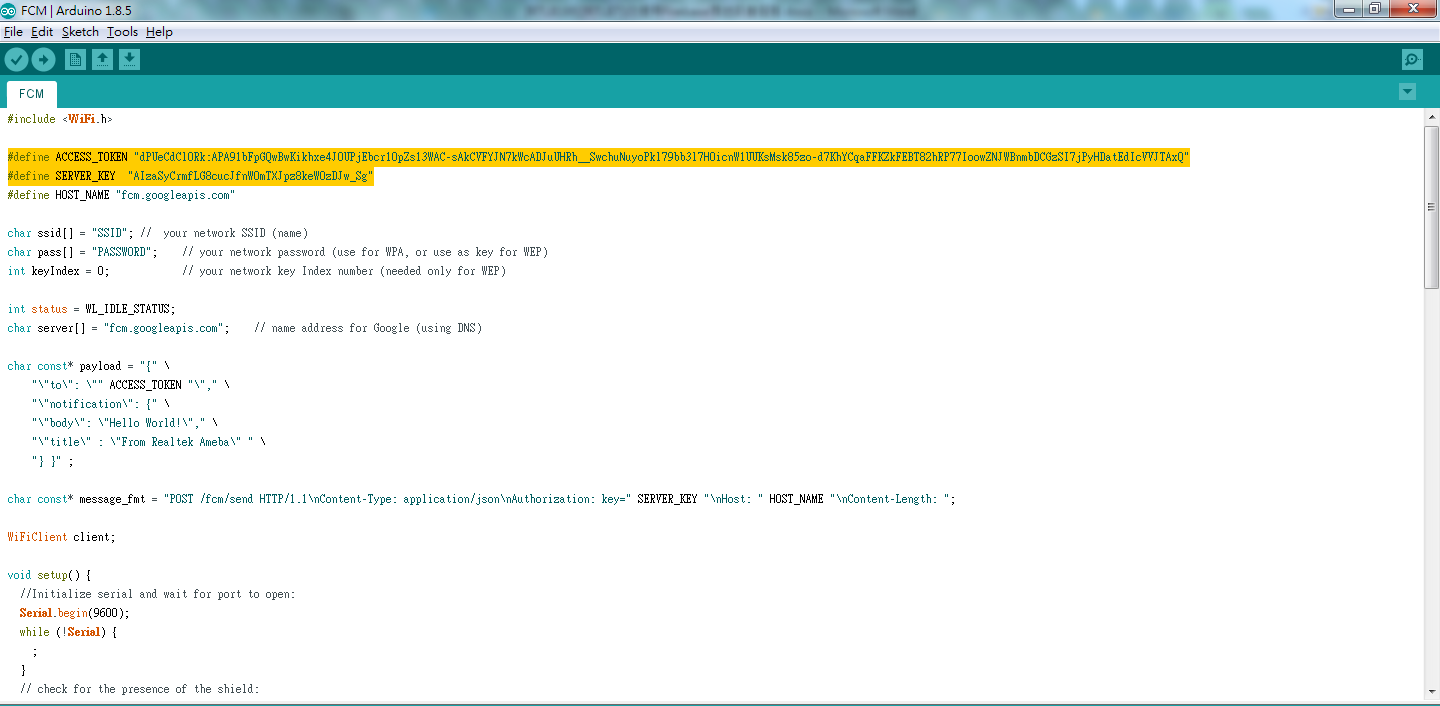 FCM | Arduino 1.8.5
File Edit Sketch Tools Help
FCM
#include <WiFi.h>
#define ACCESS_TOKEN "dPUeCdClORk:APA91bFpGQwBwKikhxe4JOUPjEbcr1OpZs13WAC-sAkCVFYJN7kWcADJuUHRh__SwchuNuyoPkl79bb3l7HOicnW1UUKsMsk85zo-d7KhYCqaFFKZkFEBT82hRP77IoowZNJWBnmbDCGzSI7jPyHDatEdIcVVJTAxQ"
#define SERVER_KEY "AIzaSyCrmfLG8cucJfnWOmTXJpz8keWOzDJw_Sg"
#define HOST_NAME "fcm.googleapis.com"
char ssid[] = "SSID"; // your network SSID (name)
char pass[] = "PASSWORD"; // your network password (use for WPA, or use as key for WEP)
int keyIndex = 0; // your network key Index number (needed only for WEP)
int status = WL_IDLE_STATUS;
char server[] = "fcm.googleapis.com"; // name address for Google (using DNS)
char const* payload = "{" \
"\"to\": \"" ACCESS_TOKEN "\"," \
"\"notification\": {" \
"\"body\": \"Hello World!\"," \
"\"title\" : \"From Realtek Ameba\" " \
"} }" ;
char const* message_fmt = "POST /fcm/send HTTP/1.1\nContent-Type: application/json\nAuthorization: key=" SERVER_KEY "\nHost: " HOST_NAME "\nContent-Length: ";
WiFiClient client;
void setup() {
//Initialize serial and wait for port to open:
Serial.begin(9600);
while (!Serial) {
;
}
// check for the presence of the shield: